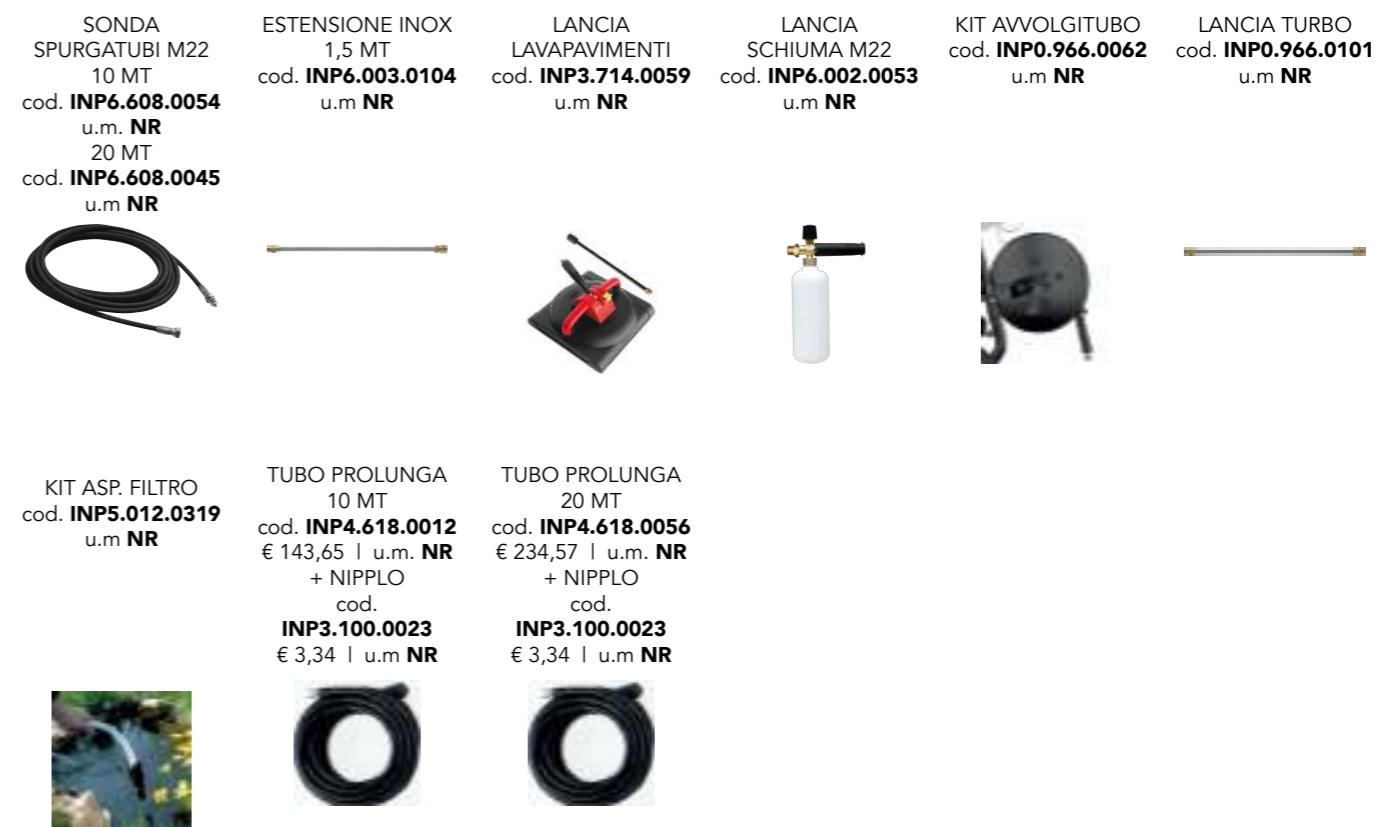 SONDA
SPURGATUBI M22
10 MT
cod. INP6.608.0054
u.m. NR
20 MT
cod. INP6.608.0045
u.m NR
ESTENSIONE INOX
1,5 MT
cod. INP6.003.0104
u.m NR
LANCIA
LAVAPAVIMENTI
cod. INP3.714.0059
u.m NR
LANCIA
SCHIUMA M22
cod. INP6.002.0053
u.m NR
KIT AVVOLGITUBO
cod. INP0.966.0062
u.m NR
LANCIA TURBO
cod. INP0.966.0101
u.m NR
KIT ASP. FILTRO
cod. INP5.012.0319
u.m NR
TUBO PROLUNGA
10 MT
cod. INP4.618.0012
€ 143,65 | u.m. NR
+ NIPPLO
cod.
INP3.100.0023
€ 3,34 | u.m NR
TUBO PROLUNGA
20 MT
cod. INP4.618.0056
€ 234,57 | u.m. NR
+ NIPPLO
cod.
INP3.100.0023
€ 3,34 | u.m NR